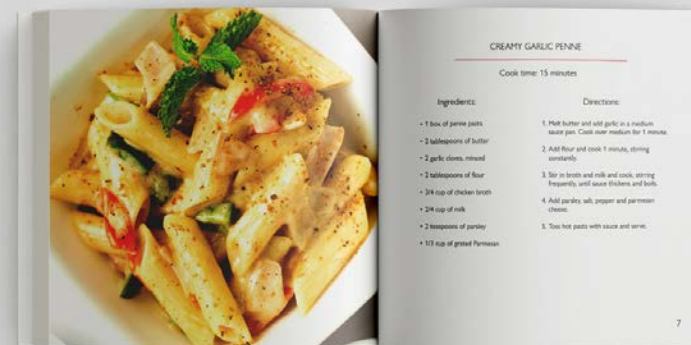 CREAMY GARLIC PENNE
Cook time: 15 minutes
Ingredients:
• 1 box of penne pasta
• 2 tablespoons of butter
• 2 garlic cloves, minced
• 2 tablespoons of flour
• 3/4 cup of chicken broth
• 2/4 cup of milk
• 2 teaspoons of parsley
• 1/3 cup of grated Parmesan
Directions:
1. Melt butter and add garlic in a medium
sauce pan. Cook over medium for 1 minute.
2. Add flour and cook 1 minute, stirring
constantly.
3. Stir in broth and milk and cook, stirring
frequently, until sauce thickens and boils.
4. Add parsley, salt, pepper and parmesan
cheese.
5. Toss hot pasta with sauce and serve.
7